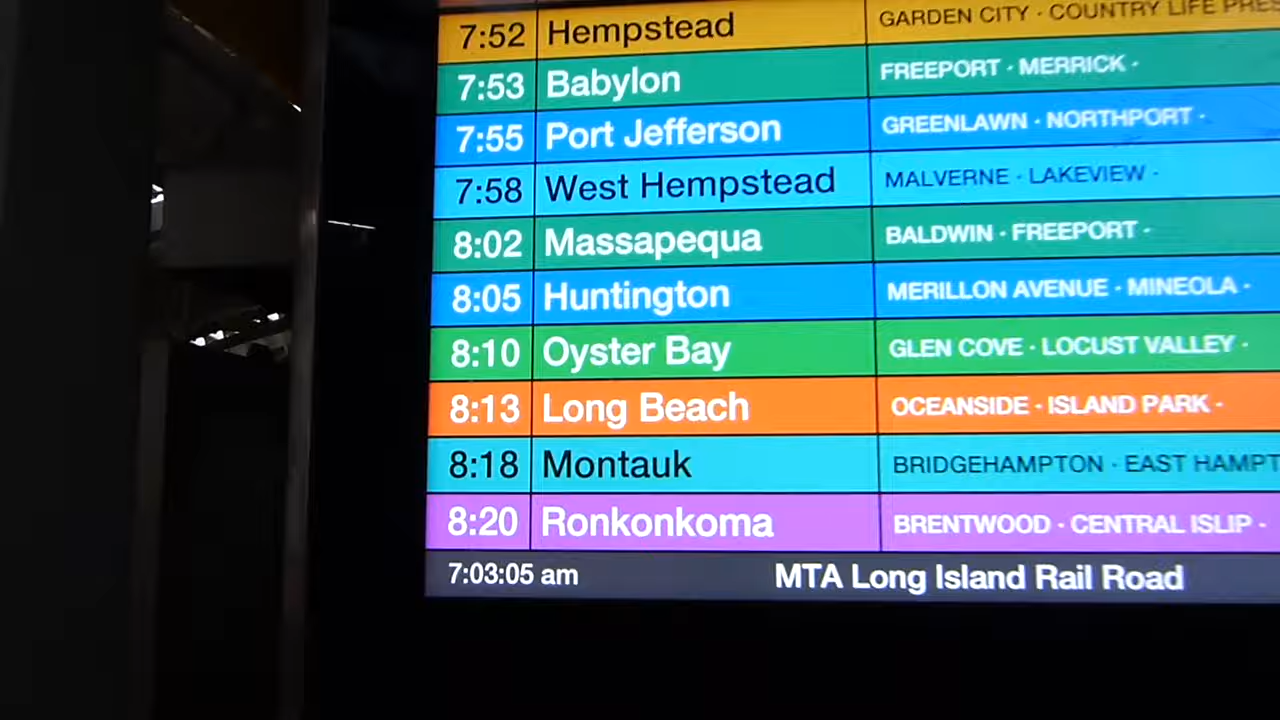 7:52 Hempstead GARDEN CITY · COUNTRY LIFE PRES
7:53 Babylon FREEPORT · MERRICK ·
7:55 Port Jefferson GREENLAWN · NORTHPORT ·
7:58 West Hempstead MALVERNE · LAKEVIEW ·
8:02 Massapequa BALDWIN · FREEPORT ·
8:05 Huntington MERILLON AVENUE · MINEOLA ·
8:10 Oyster Bay GLEN COVE · LOCUST VALLEY ·
8:13 Long Beach OCEANSIDE · ISLAND PARK ·
8:18 Montauk BRIDGEHAMPTON · EAST HAMPT
8:20 Ronkonkoma BRENTWOOD · CENTRAL ISLIP ·
7:03:05 am MTA Long Island Rail Road